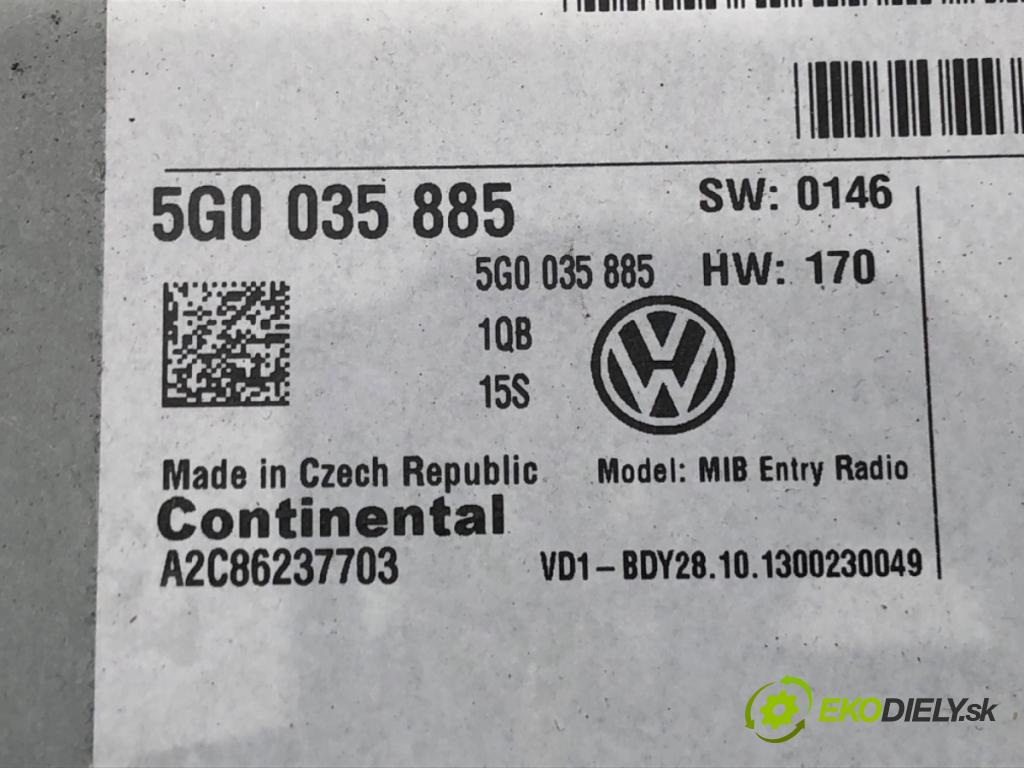 5G0 035 885
SW: 0146
5G0 035 885
HW: 170
1QB
15S
Made in Czech Republic
Model: MIB Entry Radio
Continental
A2C86237703
VD1-BDY28.10.1300230049
EKODIELY.sk